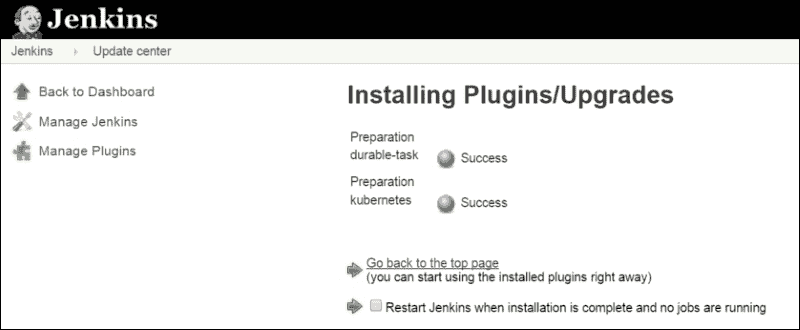 Jenkins
Jenkins
Update center
Back to Dashboard
Manage Jenkins
Manage Plugins
Installing Plugins/Upgrades
Preparation
durable-task Success
Preparation
kubernetes Success
Go back to the top page
(you can start using the installed plugins right away)
Restart Jenkins when installation is complete and no jobs are running